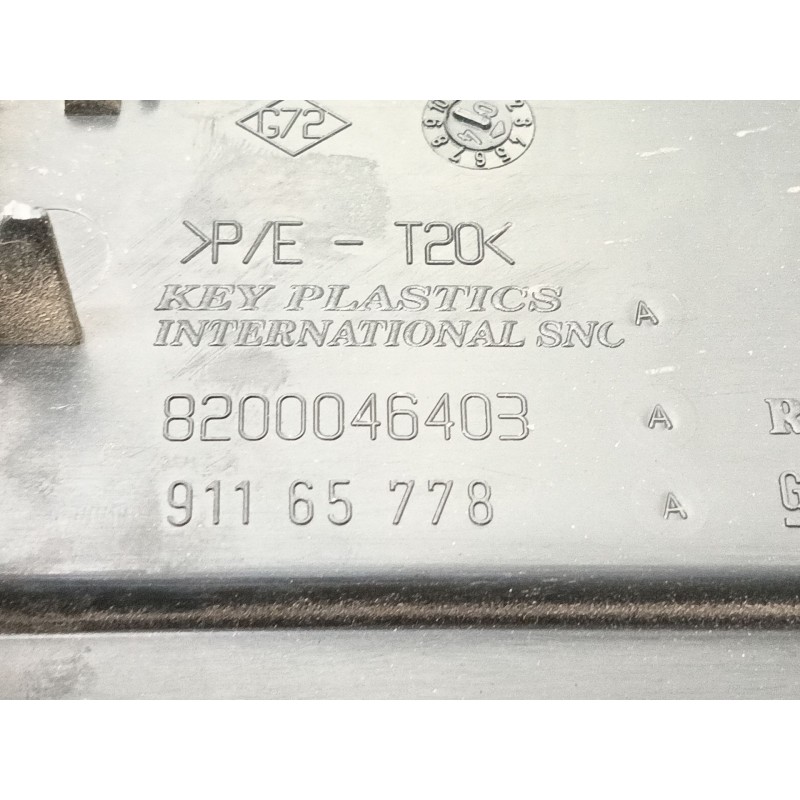 G72
>P/E - T20<
KEY PLASTICS
INTERNATIONAL SNC A
8200046403 A R
911 65 778 A G